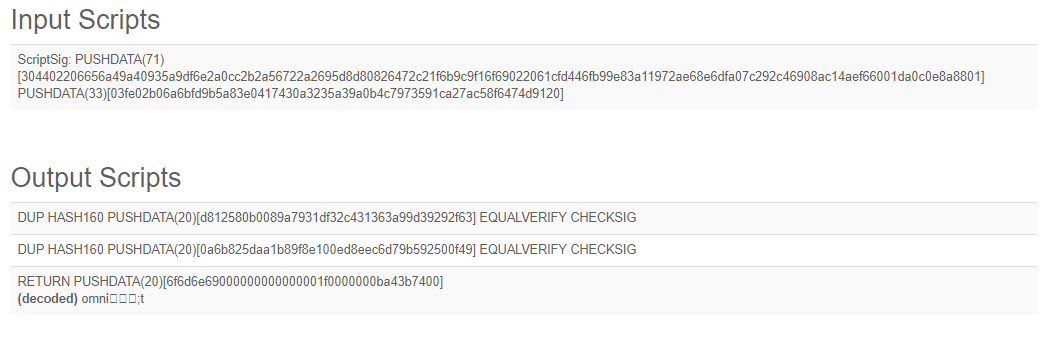 Input Scripts
ScriptSig: PUSHDATA(71)
[304402206656a49a40935a9df6e2a0cc2b2a56722a2695d8d80826472c21f6b9c9f16f69022061cfd446fb99e83a11972ae68e6dfa07c292c46908ac14aef66001da0c0e8a8801]
PUSHDATA(33)[03fe02b06a6bfd9b5a83e0417430a3235a39a0b4c7973591ca27ac58f6474d9120]
Output Scripts
DUP HASH160 PUSHDATA(20)[d812580b0089a7931df32c431363a99d39292f63] EQUALVERIFY CHECKSIG
DUP HASH160 PUSHDATA(20)[0a6b825daa1b89f8e100ed8eec6d79b592500f49] EQUALVERIFY CHECKSIG
RETURN PUSHDATA(20)[6f6d6e69000000000000001f0000000ba43b7400]
(decoded) omni▯▯▯;t